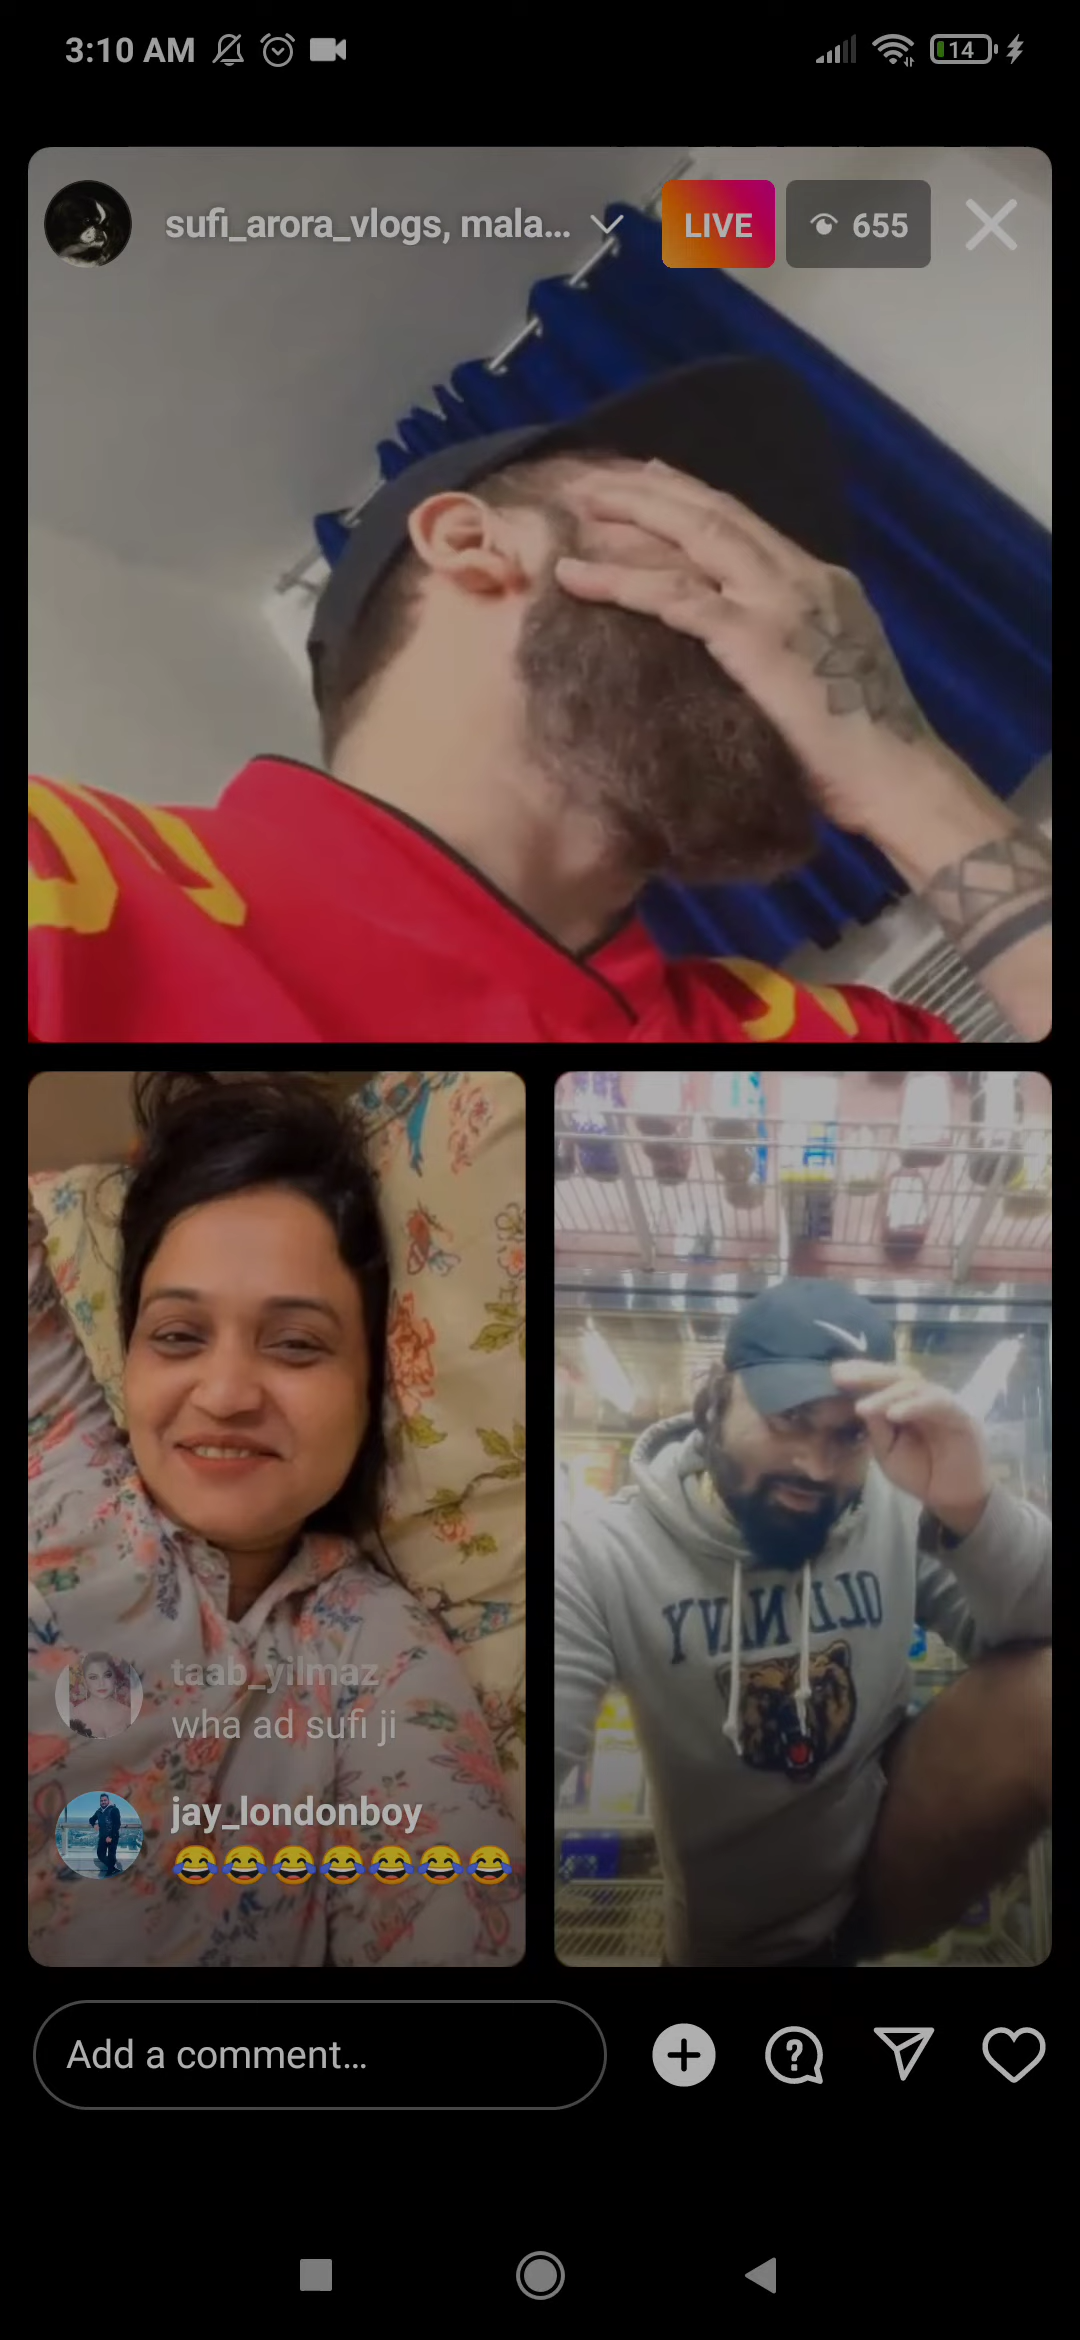 3:10 AM
14
sufi_arora_vlogs, mala...
LIVE
655
OLD NAVY
taab_yilmaz
wha ad sufi ji
jay_londonboy
😂😂😂😂😂😂😂
Add a comment...